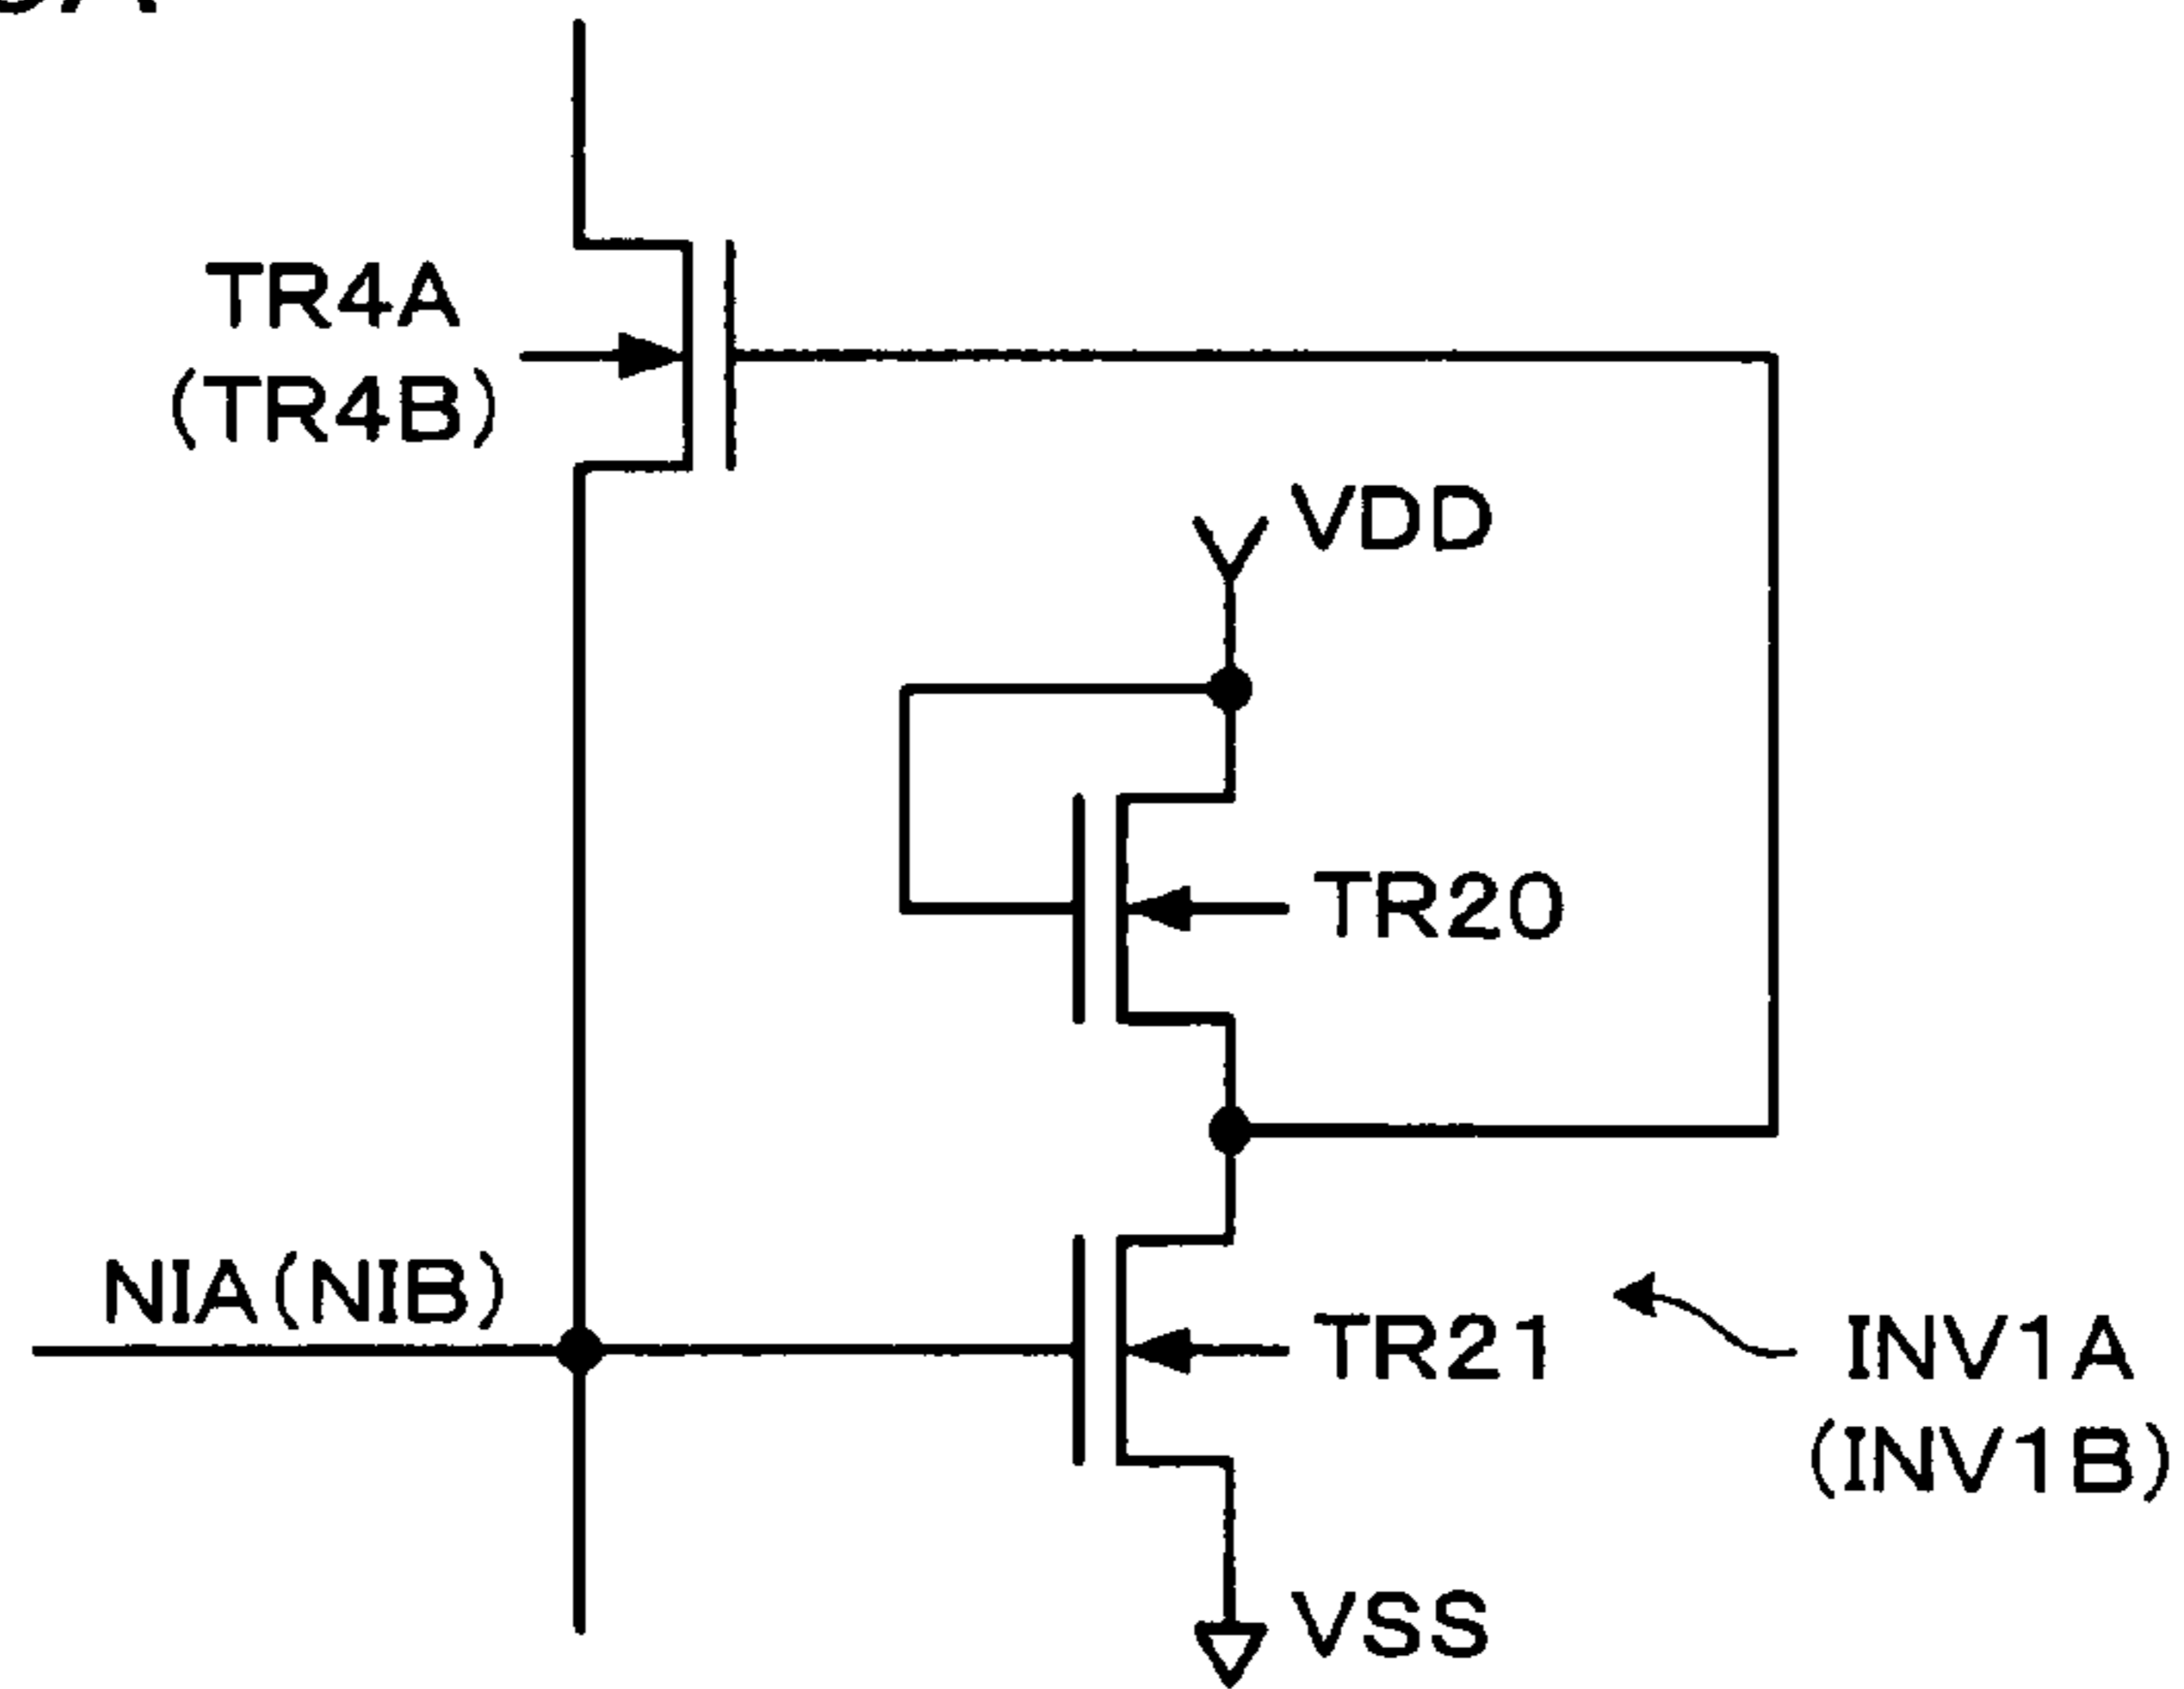 TR4A
(TR4B)
VDD
TR20
NIA(NIB)
TR21
INV1A
(INV1B)
VSS